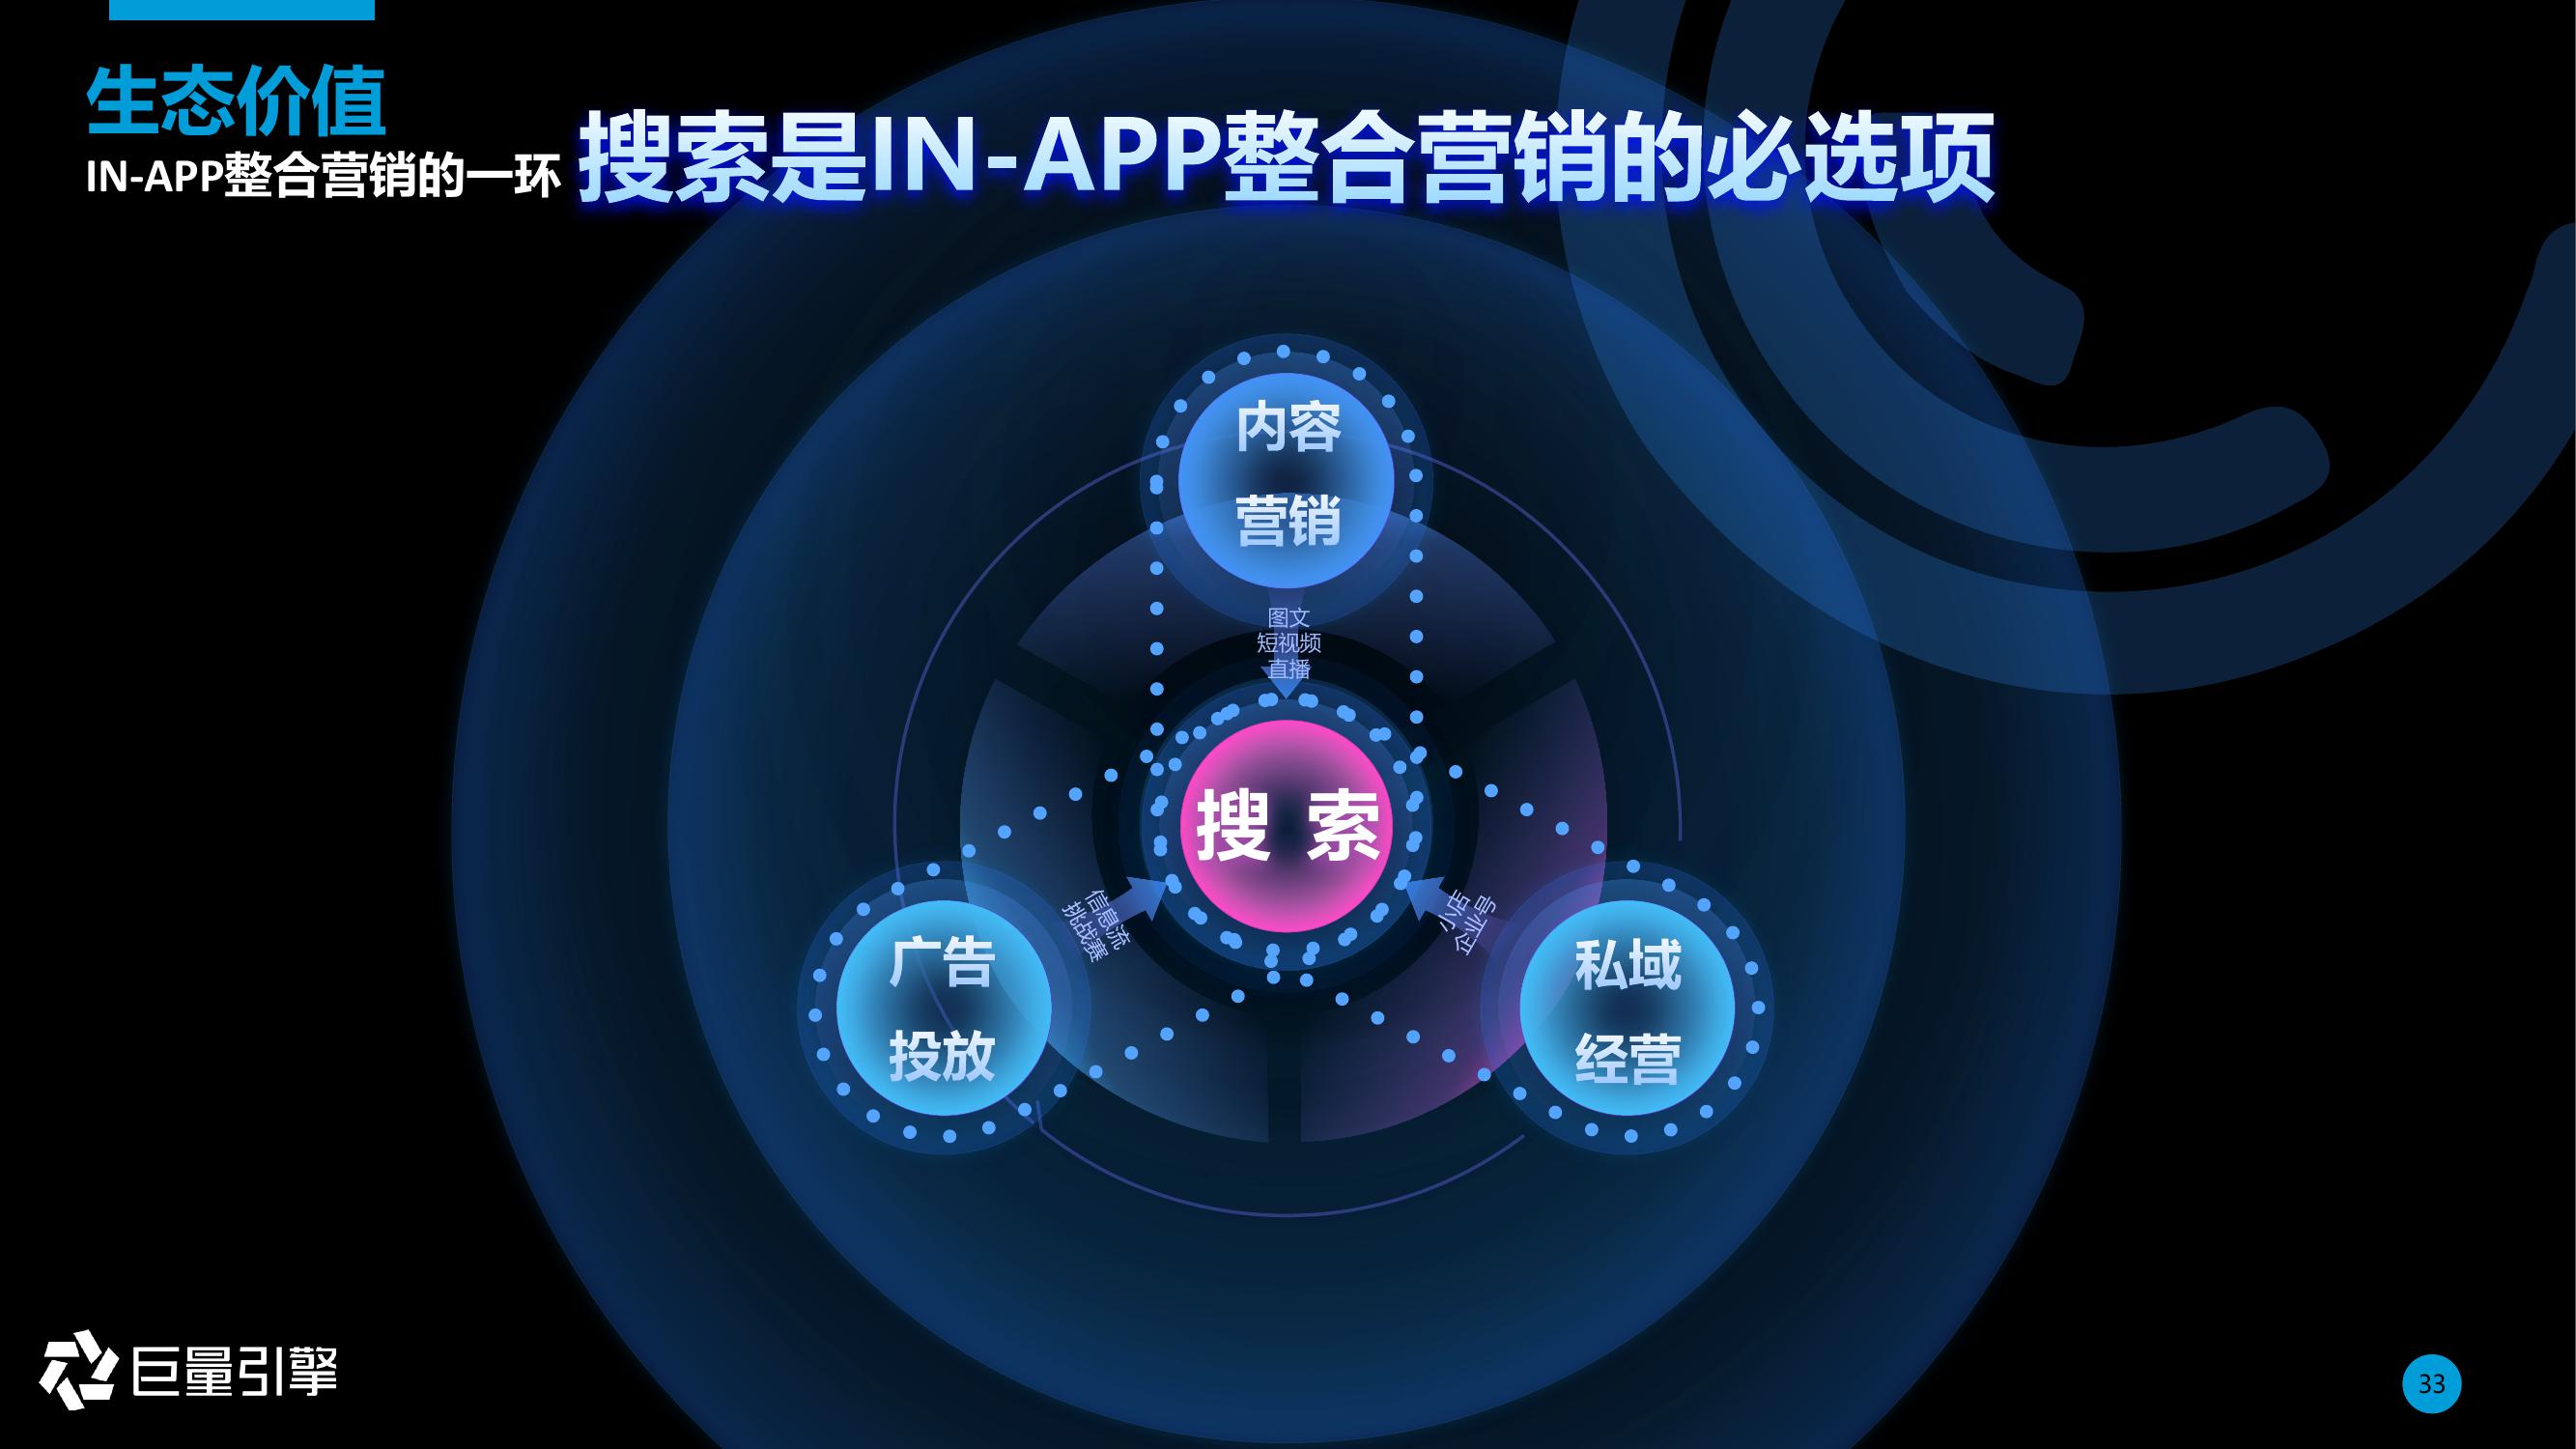 生态价值
IN-APP整合营销的一环
搜索是IN-APP整合营销的必选项
内容
营销
图文
短视频
直播
搜 索
信息流
挑战赛
小店
企业号
广告
投放
私域
经营
巨量引擎
33